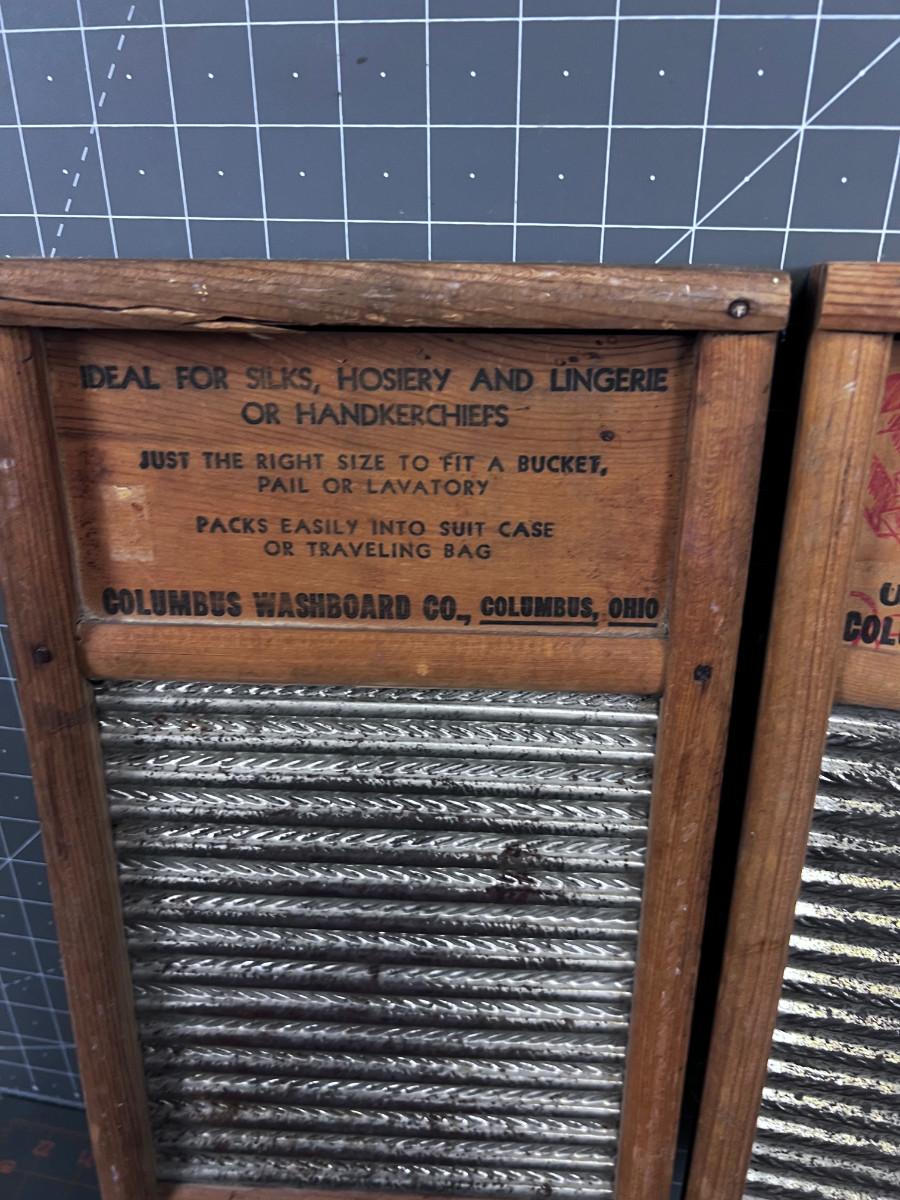 IDEAL FOR SILKS, HOSIERY AND LINGERIE
OR HANDKERCHIEFS
JUST THE RIGHT SIZE TO FIT A BUCKET,
PAIL OR LAVATORY
PACKS EASILY INTO SUIT CASE
OR TRAVELING BAG
COLUMBUS WASHBOARD CO., COLUMBUS, OHIO